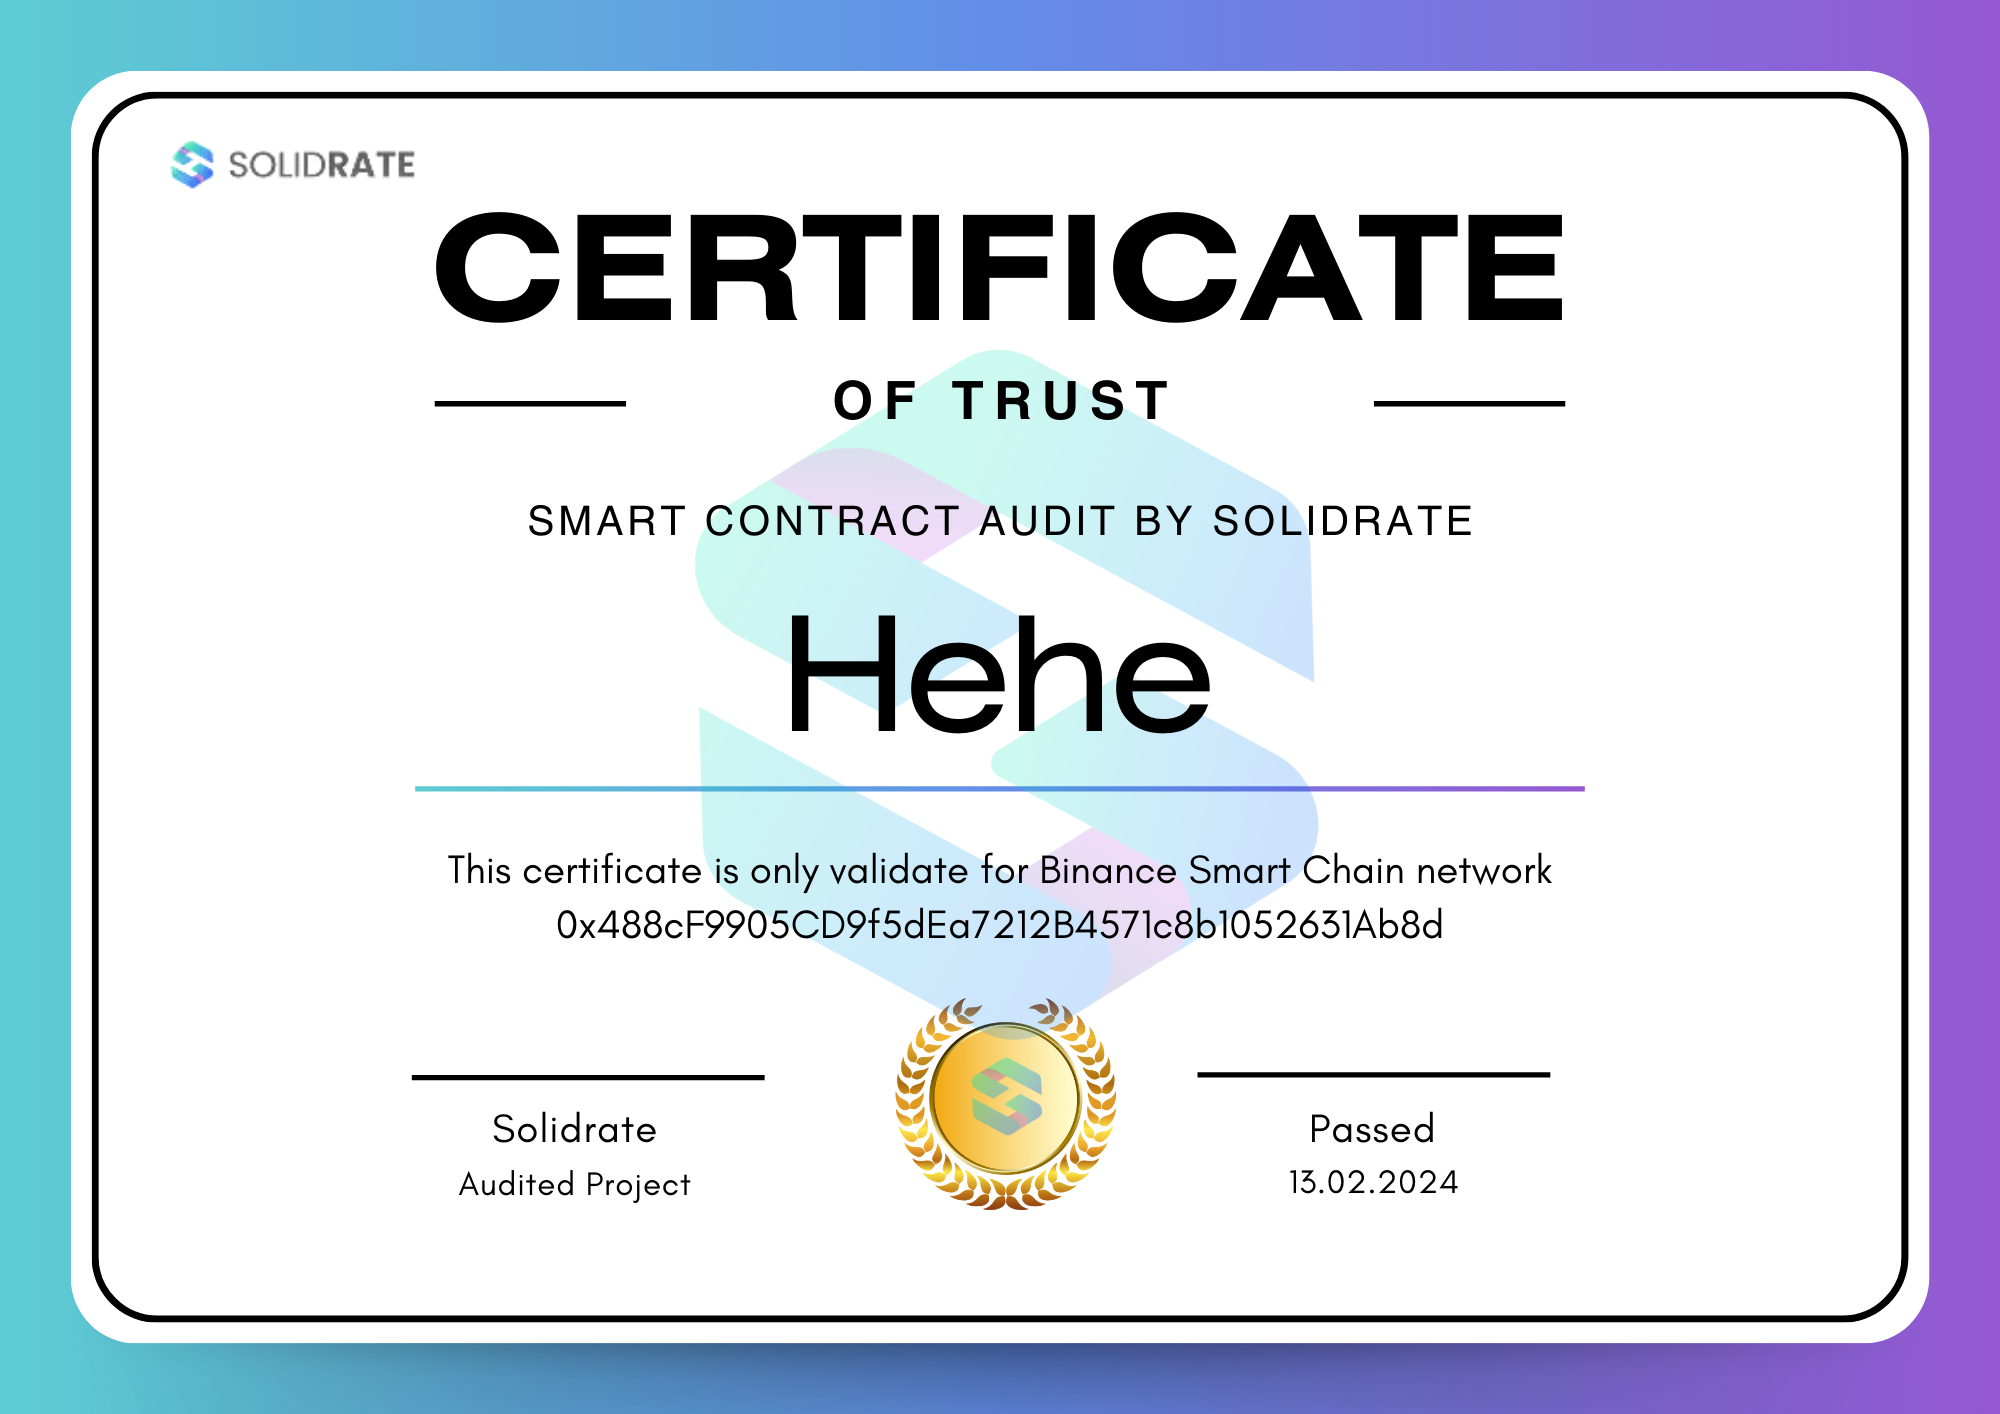 SOLIDRATE
CERTIFICATE
OF TRUST
SMART CONTRACT AUDIT BY SOLIDRATE
Hehe
This certificate is only validate for Binance Smart Chain network
0x488cF9905CD9f5dEa7212B4571c8b1052631Ab8d
Solidrate
Audited Project
Passed
13.02.2024